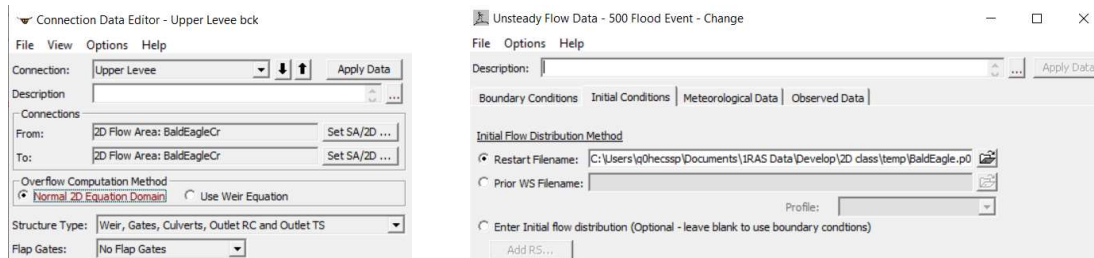 Connection Data Editor - Upper Levee bck
File View Options Help
Connection: Upper Levee Apply Data
Description ...
Connections
From: 2D Flow Area: BaldEagleCr Set SA/2D ...
To: 2D Flow Area: BaldEagleCr Set SA/2D ...
Overflow Computation Method
Normal 2D Equation Domain Use Weir Equation
Structure Type: Weir, Gates, Culverts, Outlet RC and Outlet TS
Flap Gates: No Flap Gates
Unsteady Flow Data - 500 Flood Event - Change
File Options Help
Description: ... Apply Data
Boundary Conditions Initial Conditions Meteorological Data Observed Data
Initial Flow Distribution Method
Restart Filename: C:\Users\q0hecssp\Documents\1RAS Data\Develop\2D class\temp\BaldEagle.p0
Prior WS Filename:
Profile:
Enter Initial flow distribution (Optional - leave blank to use boundary condtions)
Add RS...